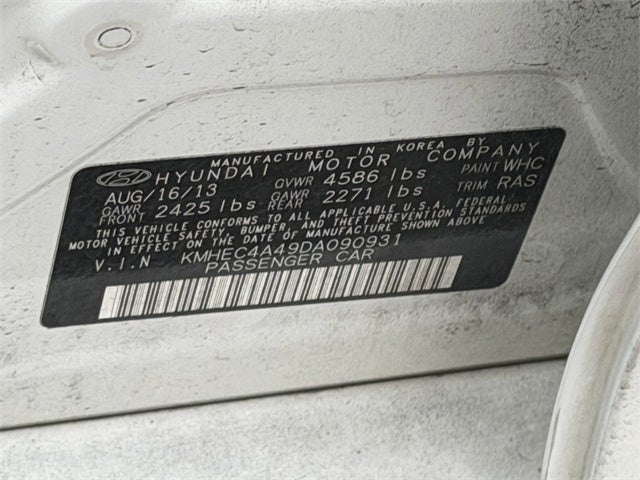 MANUFACTURED IN KOREA BY
HYUNDAI MOTOR COMPANY
AUG/16/13 GVWR 4586 lbs PAINT WHC
GAWR FRONT 2425 lbs GAWR REAR 2271 lbs TRIM RAS
THIS VEHICLE CONFORMS TO ALL APPLICABLE U.S.A. FEDERAL
MOTOR VEHICLE SAFETY, BUMPER, AND THEFT PREVENTION STANDARDS
IN EFFECT ON THE DATE OF MANUFACTURE SHOWN ABOVE
V.I.N KMHEC4A49DA090931
PASSENGER CAR